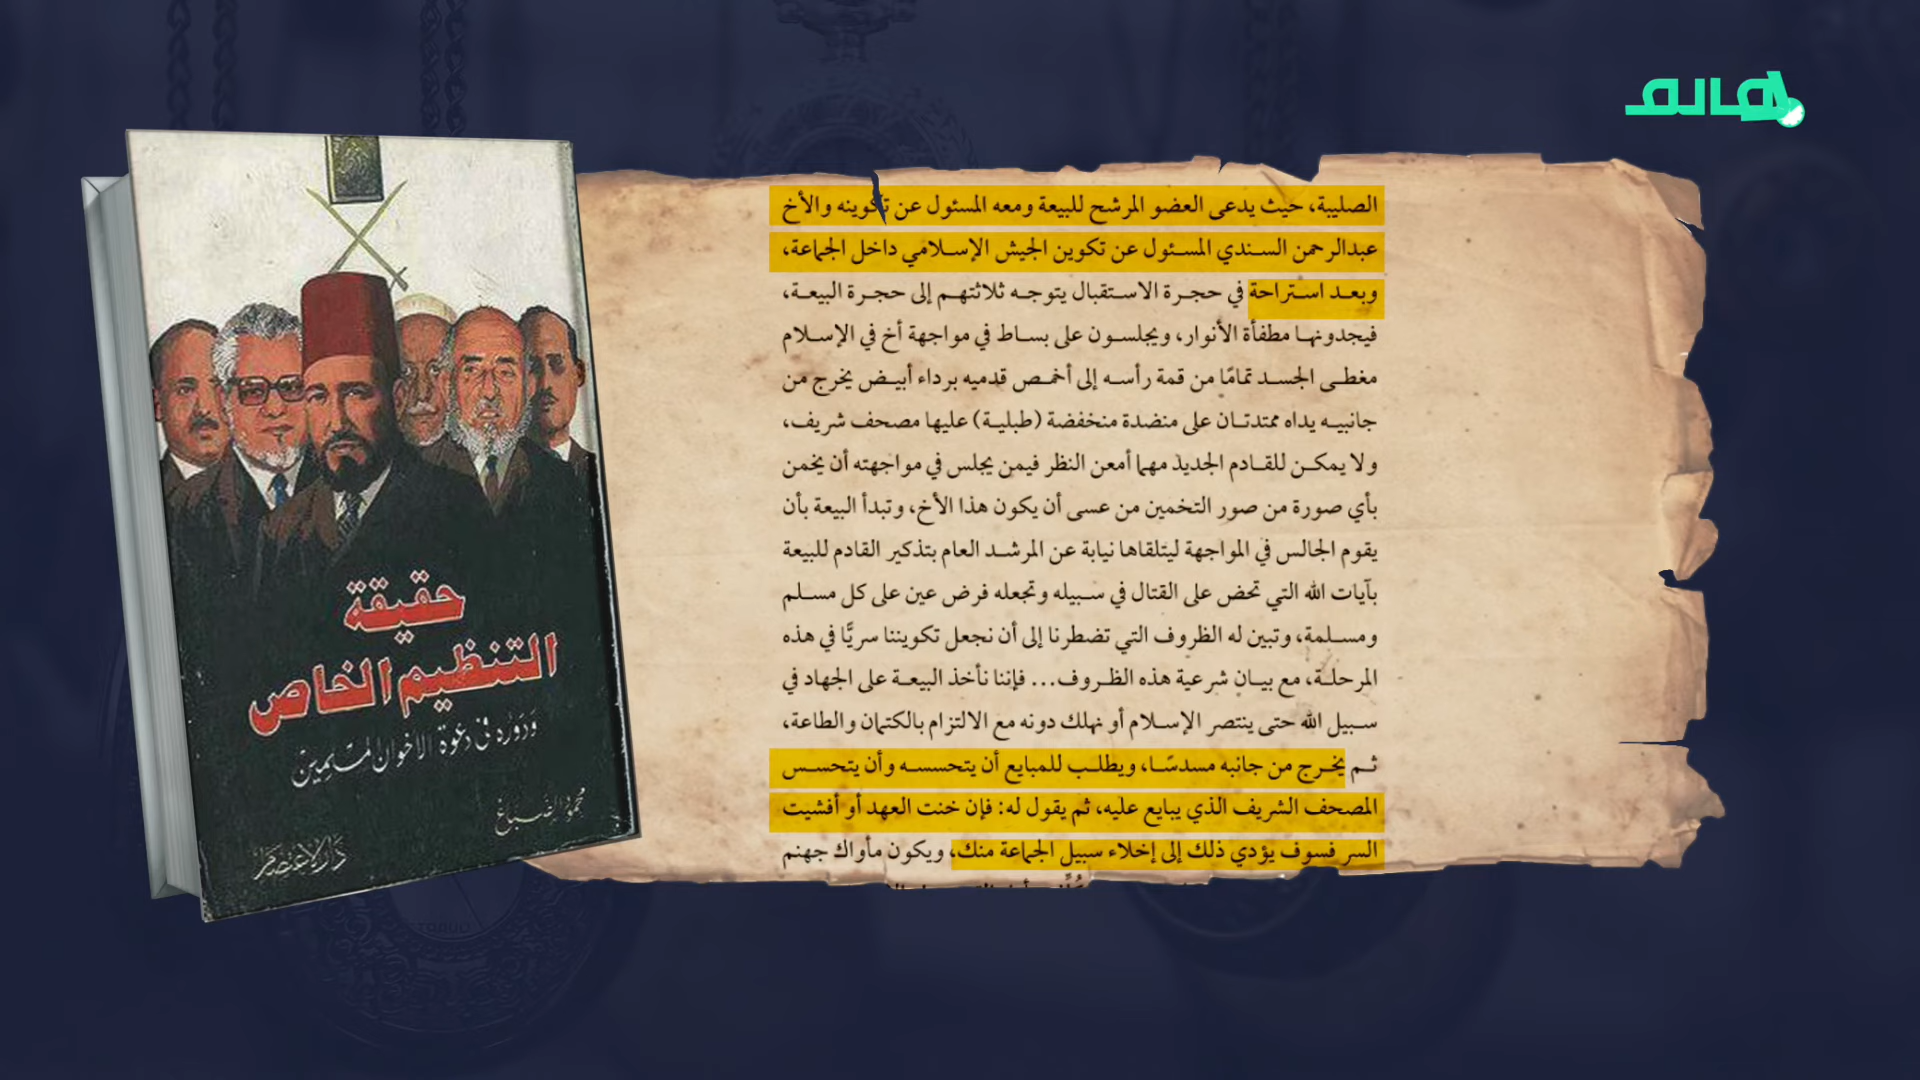 حقيقة
التنظيم الخاص
ودوره في دعوة الإخوان المسلمين
محمود الصباغ
دار الاعتصام
الصليبة، حيث يدعى العضو المرشح للبيعة ومعه المسئول عن تكوينه والأخ
عبدالرحمن السندي المسئول عن تكوين الجيش الإسلامي داخل الجماعة،
وبعد استراحة في حجرة الاستقبال يتوجه ثلاثتهم إلى حجرة البيعة،
فيجدونها مطفأة الأنوار، ويجلسون على بساط في مواجهة أخ في الإسلام
مغطى الجسد تمامًا من قمة رأسه إلى أخمص قدميه برداء أبيض يخرج من
جانبيه يداه ممتدتان على منضدة منخفضة (طبلية) عليها مصحف شريف،
ولا يمكن للقادم الجديد مهما أمعن النظر فيمن يجلس في مواجهته أن يخمن
بأي صورة من صور التخمين من عسى أن يكون هذا الأخ، وتبدأ البيعة بأن
يقوم الجالس في المواجهة ليتلقاها نيابة عن المرشد العام بتذكير القادم للبيعة
بآيات الله التي تحض على القتال في سبيله وتجعله فرض عين على كل مسلم
ومسلمة، وتبين له الظروف التي تضطرنا إلى أن نجعل تكويننا سريًّا في هذه
المرحلة، مع بيان شرعية هذه الظروف... فإننا نأخذ البيعة على الجهاد في
سبيل الله حتى ينتصر الإسلام أو نهلك دونه مع الالتزام بالكتمان والطاعة،
ثم يخرج من جانبه مسدسًا، ويطلب للمبايع أن يتحسسه وأن يتحسس
المصحف الشريف الذي يبايع عليه، ثم يقول له: فإن خنت العهد أو أفشيت
السر فسوف يؤدي ذلك إلى إخلاء سبيل الجماعة منك، ويكون مأواك جهنم